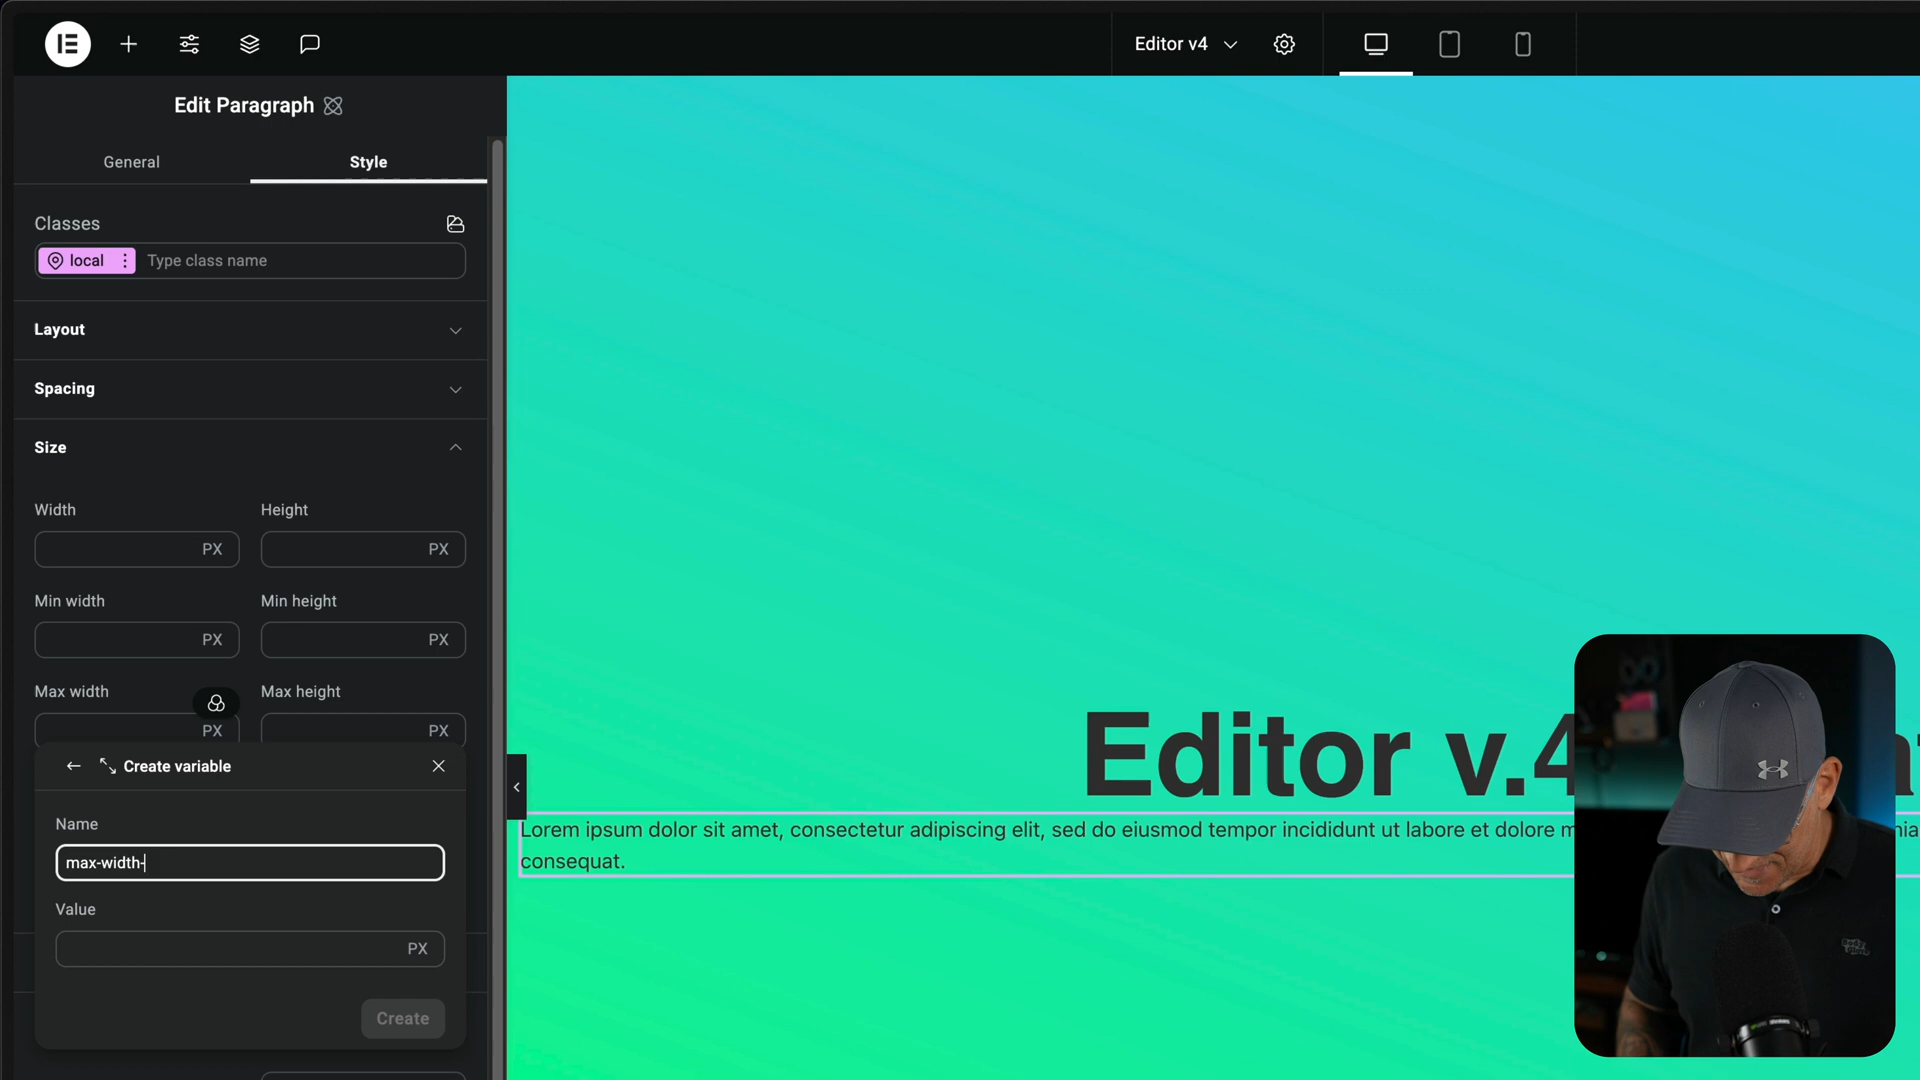 Editor v4
Edit Paragraph
General
Style
Classes
local
Type class name
Layout
Spacing
Size
Width
Height
PX
PX
Min width
Min height
PX
PX
Max width
Max height
PX
PX
Create variable
Name
max-width-
Value
PX
Create
Editor v.4
Lorem ipsum dolor sit amet, consectetur adipiscing elit, sed do eiusmod tempor incididunt ut labore et dolore
consequat.